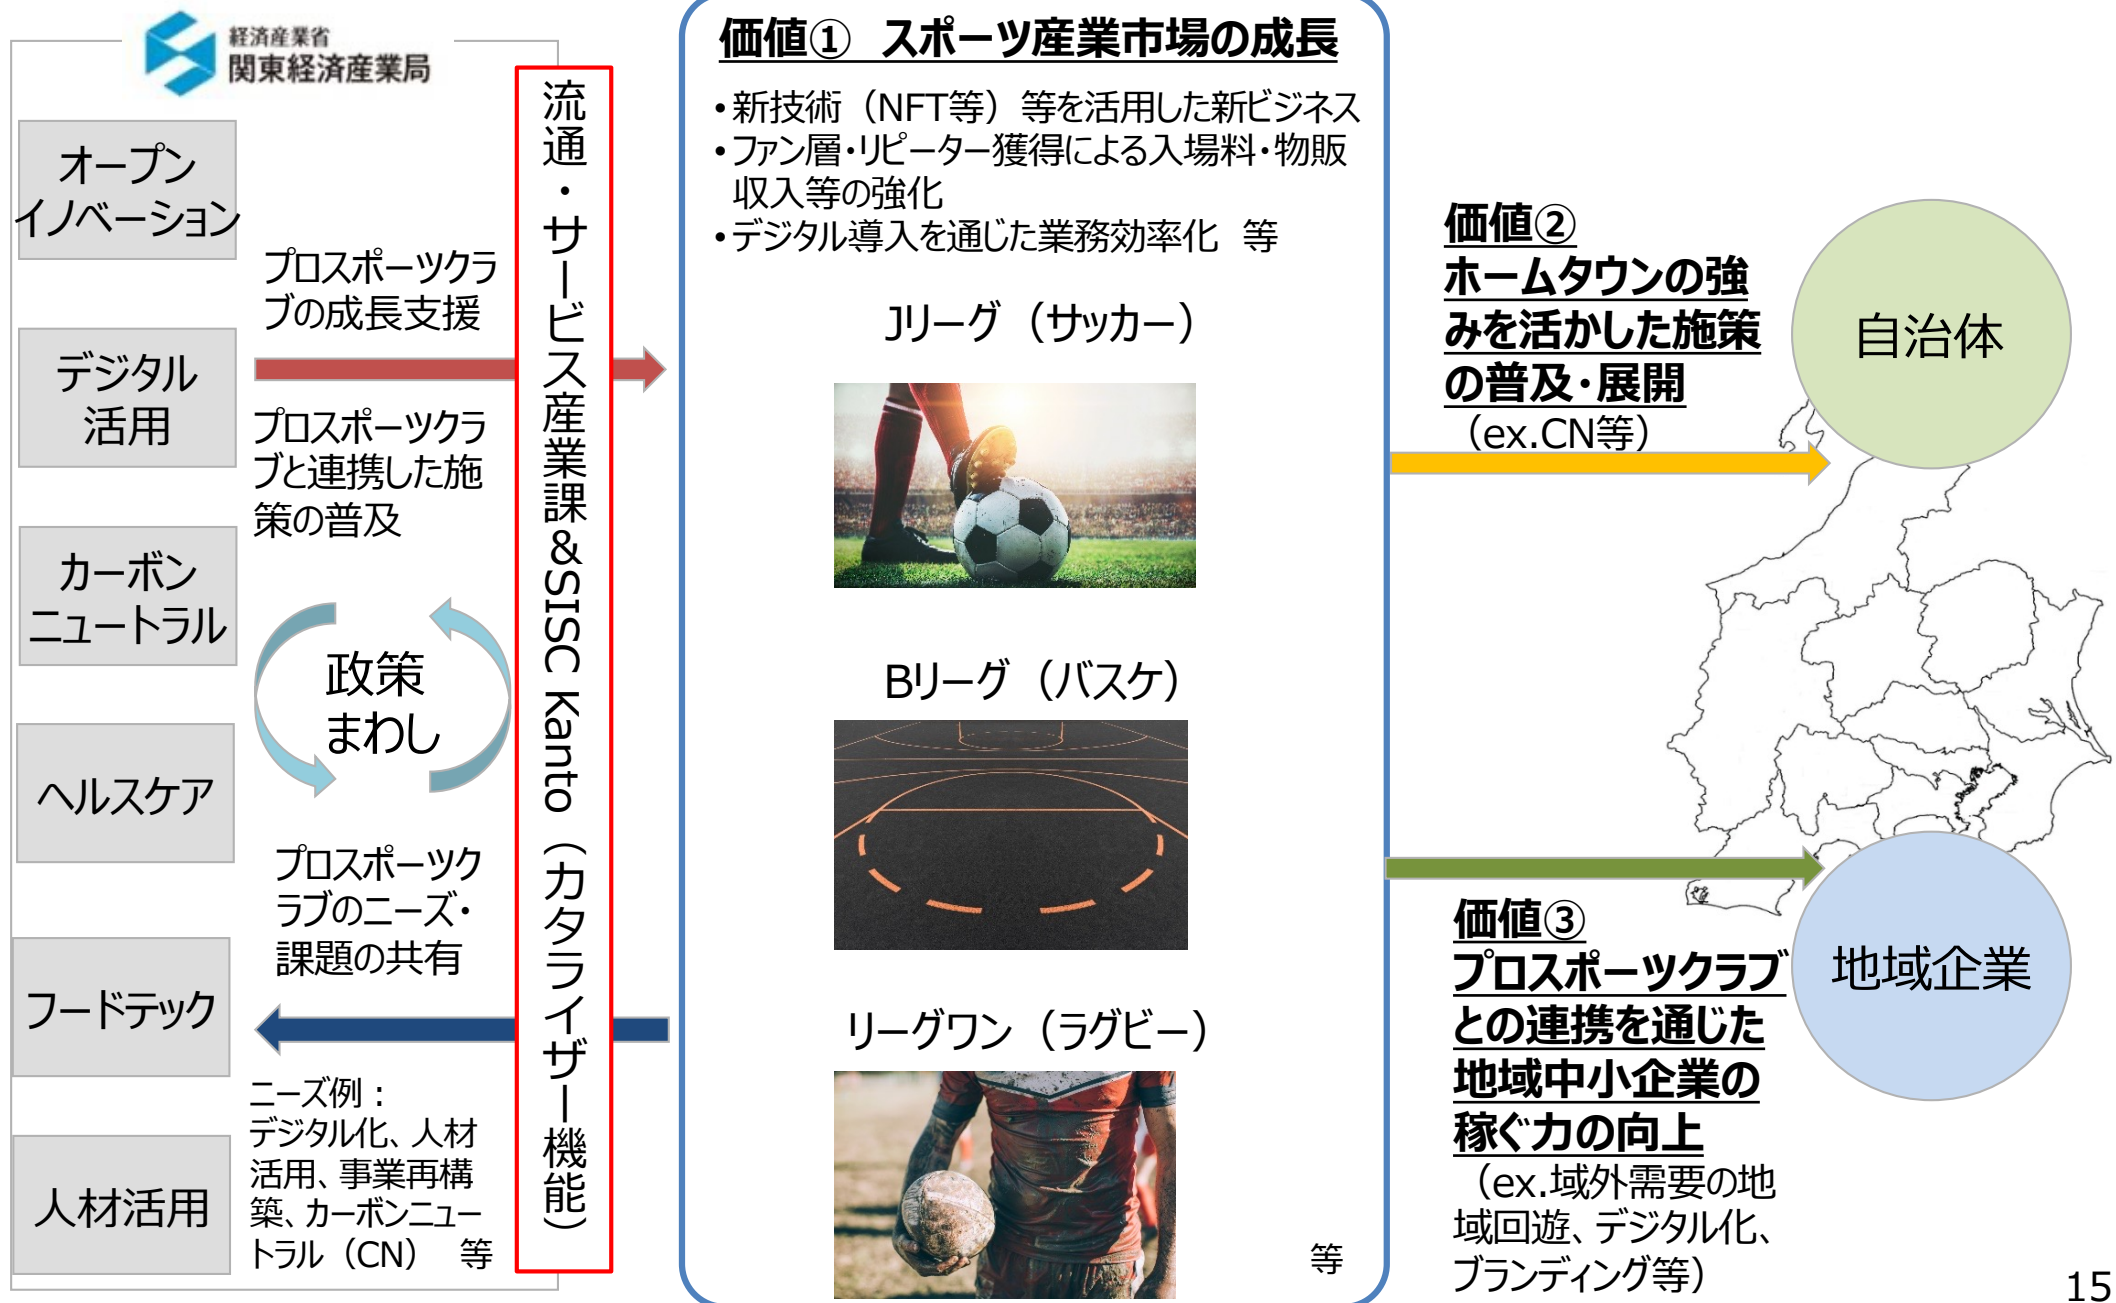 経済産業省
関東経済産業局
オープン
イノベーション
デジタル
活用
カーボン
ニュートラル
ヘルスケア
フードテック
人材活用
プロスポーツクラ
ブの成長支援
プロスポーツクラ
ブと連携した施
策の普及
政策
まわし
プロスポーツク
ラブのニーズ・
課題の共有
ニーズ例：
デジタル化、人材
活用、事業再構
築、カーボンニュー
トラル（CN）　等
流通・サービス産業課&SISC Kanto（カタライザー機能）
価値①　スポーツ産業市場の成長
•新技術（NFT等）等を活用した新ビジネス
•ファン層・リピーター獲得による入場料・物販
収入等の強化
•デジタル導入を通じた業務効率化　等
Jリーグ（サッカー）
Bリーグ（バスケ）
リーグワン（ラグビー）
等
価値②
ホームタウンの強
みを活かした施策
の普及・展開
（ex.CN等）
自治体
価値③
プロスポーツクラブ
との連携を通じた
地域中小企業の
稼ぐ力の向上
（ex.域外需要の地
域回遊、デジタル化、
ブランディング等）
地域企業
15